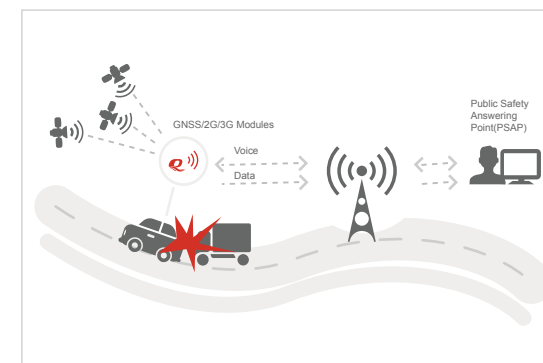 GNSS/2G/3G Modules
Voice
Data
Public Safety
Answering
Point(PSAP)